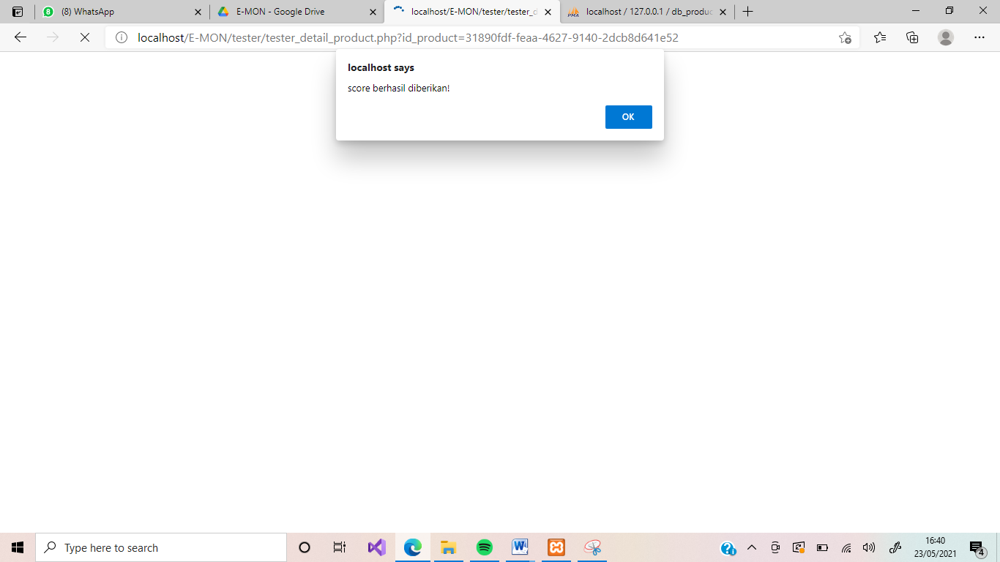 8 (8) WhatsApp
E-MON - Google Drive
localhost/E-MON/tester/tester_d
PMA localhost / 127.0.0.1 / db_produc
localhost/E-MON/tester/tester_detail_product.php?id_product=31890fdf-feaa-4627-9140-2dcb8d641e52
localhost says
score berhasil diberikan!
OK
Type here to search
16:40
23/05/2021
4